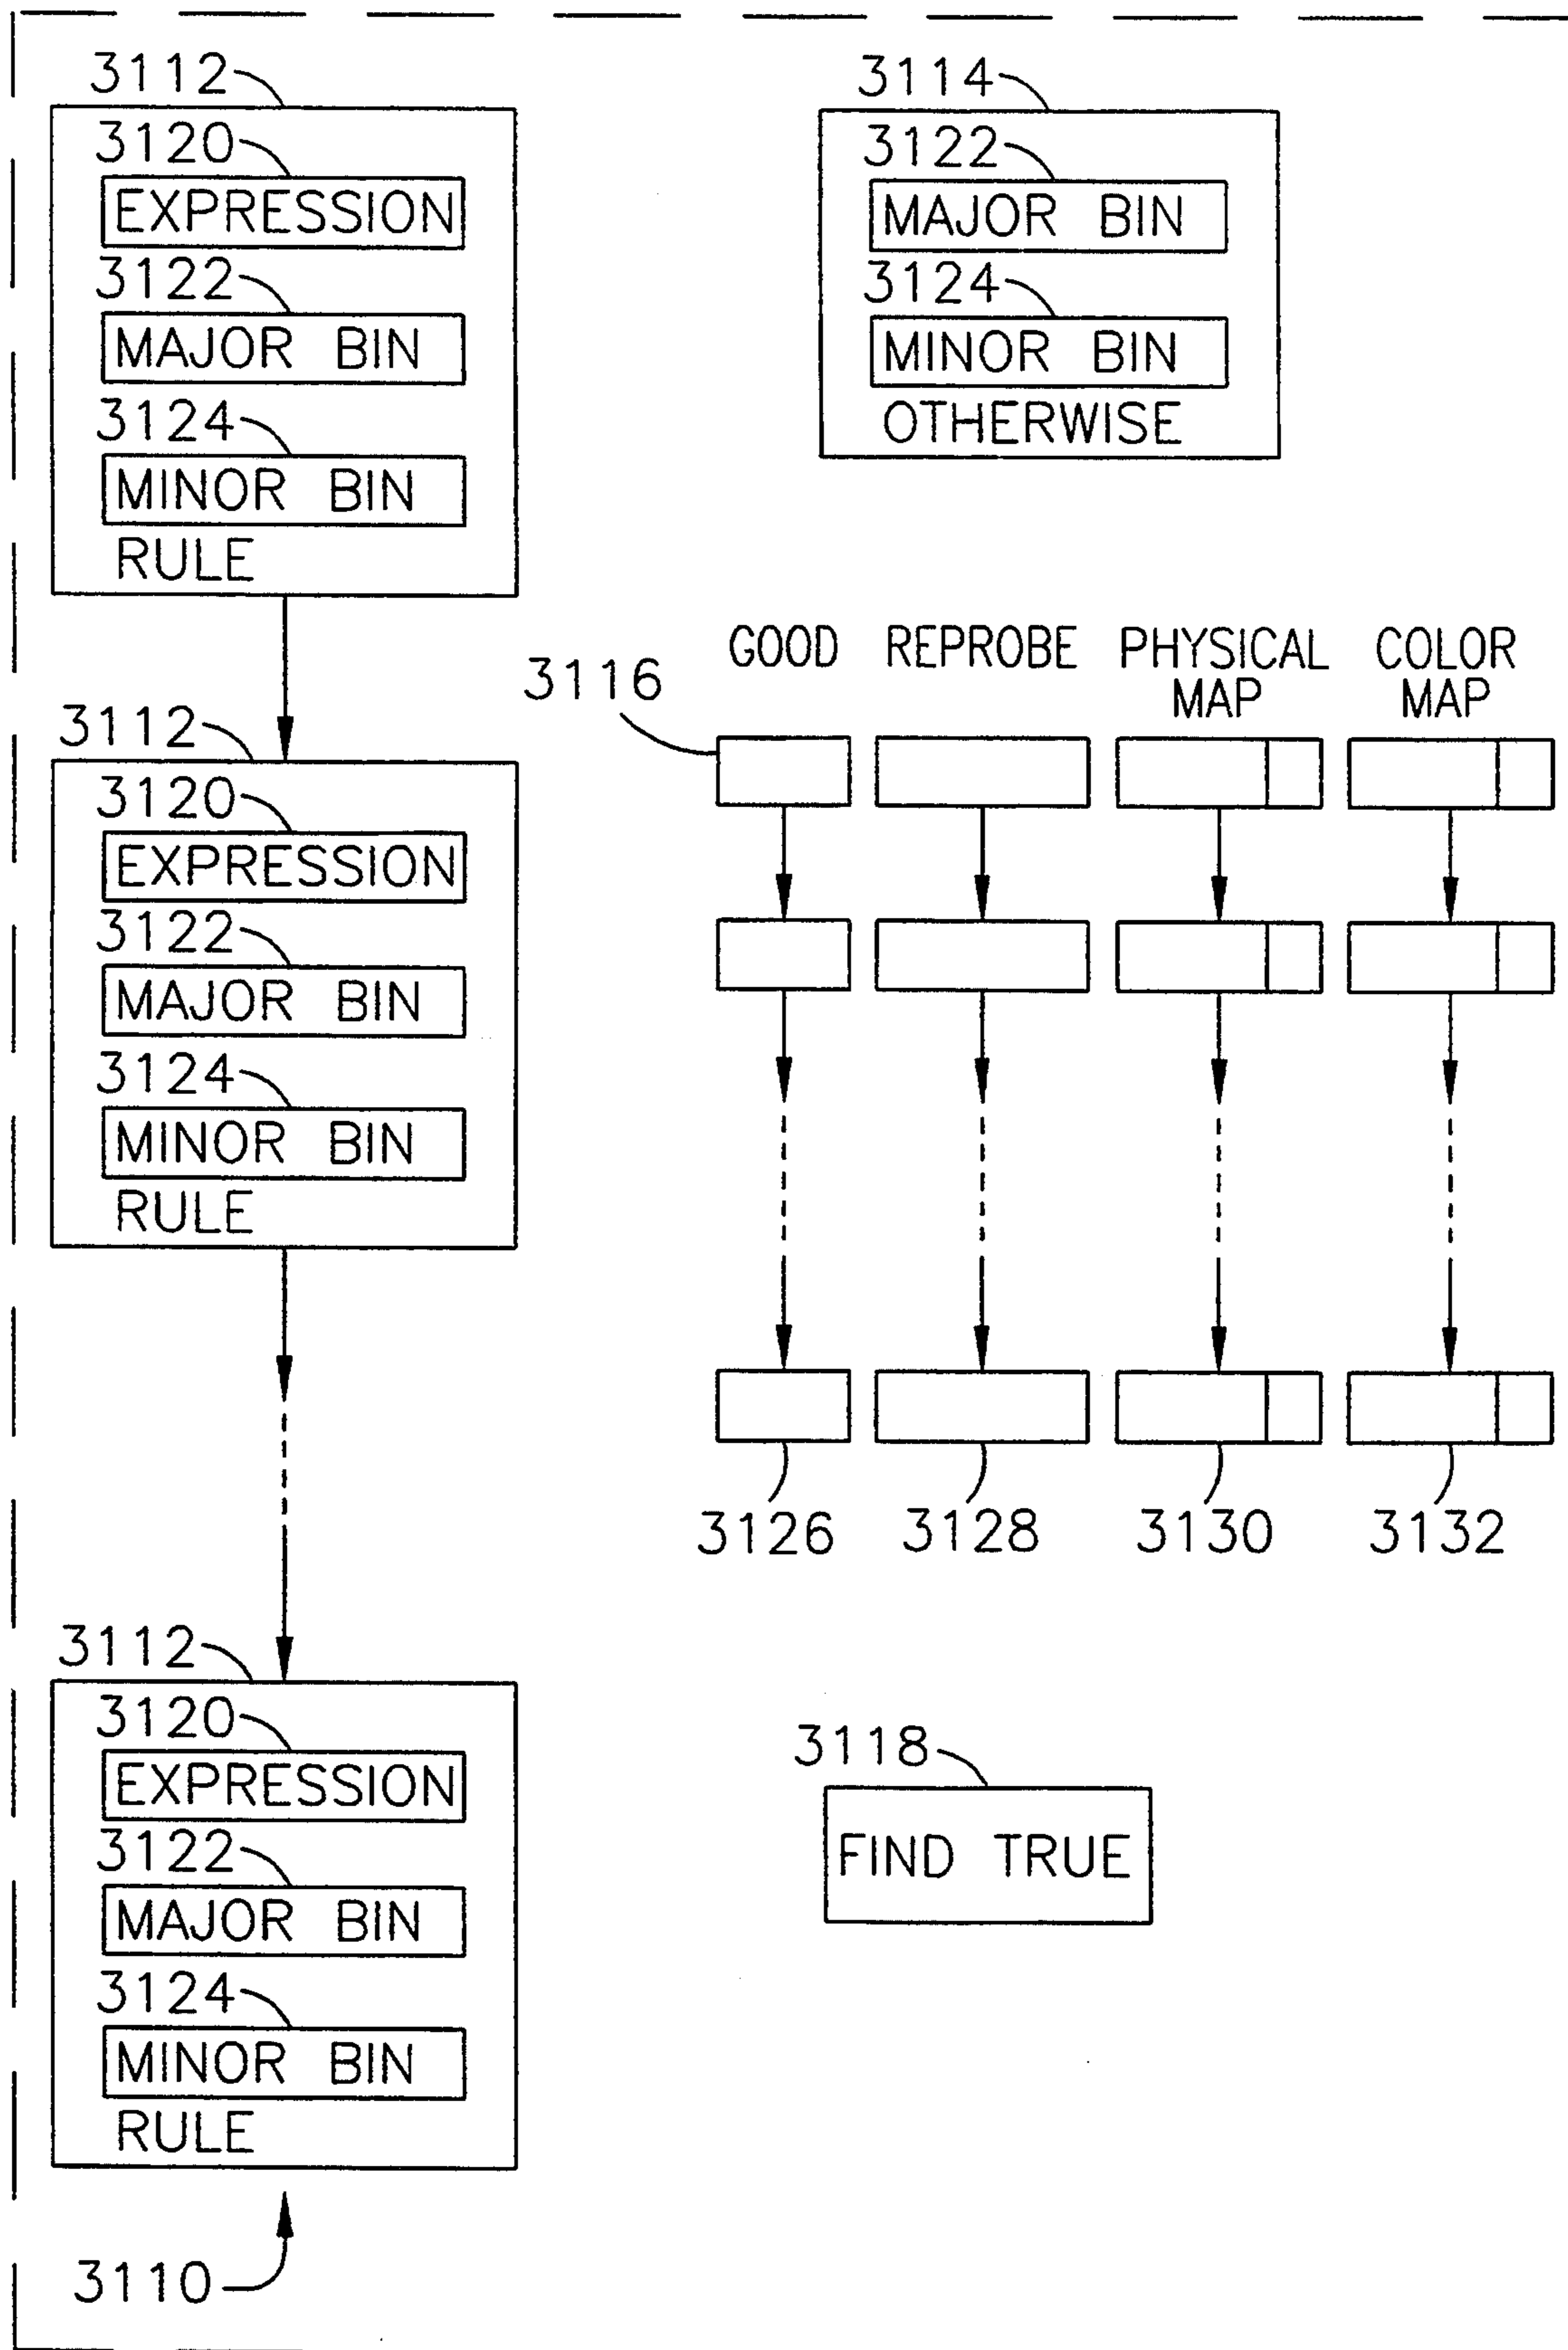 3112
3120
EXPRESSION
3122
MAJOR BIN
3124
MINOR BIN
RULE
3114
3122
MAJOR BIN
3124
MINOR BIN
OTHERWISE
3112
3120
EXPRESSION
3122
MAJOR BIN
3124
MINOR BIN
RULE
3116
GOOD
REPROBE
PHYSICAL
MAP
COLOR
MAP
3126
3128
3130
3132
3112
3120
EXPRESSION
3122
MAJOR BIN
3124
MINOR BIN
RULE
3110
3118
FIND TRUE